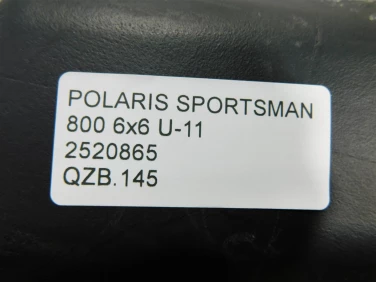 POLARIS SPORTSMAN
800 6x6 U-11
2520865
QZB.145